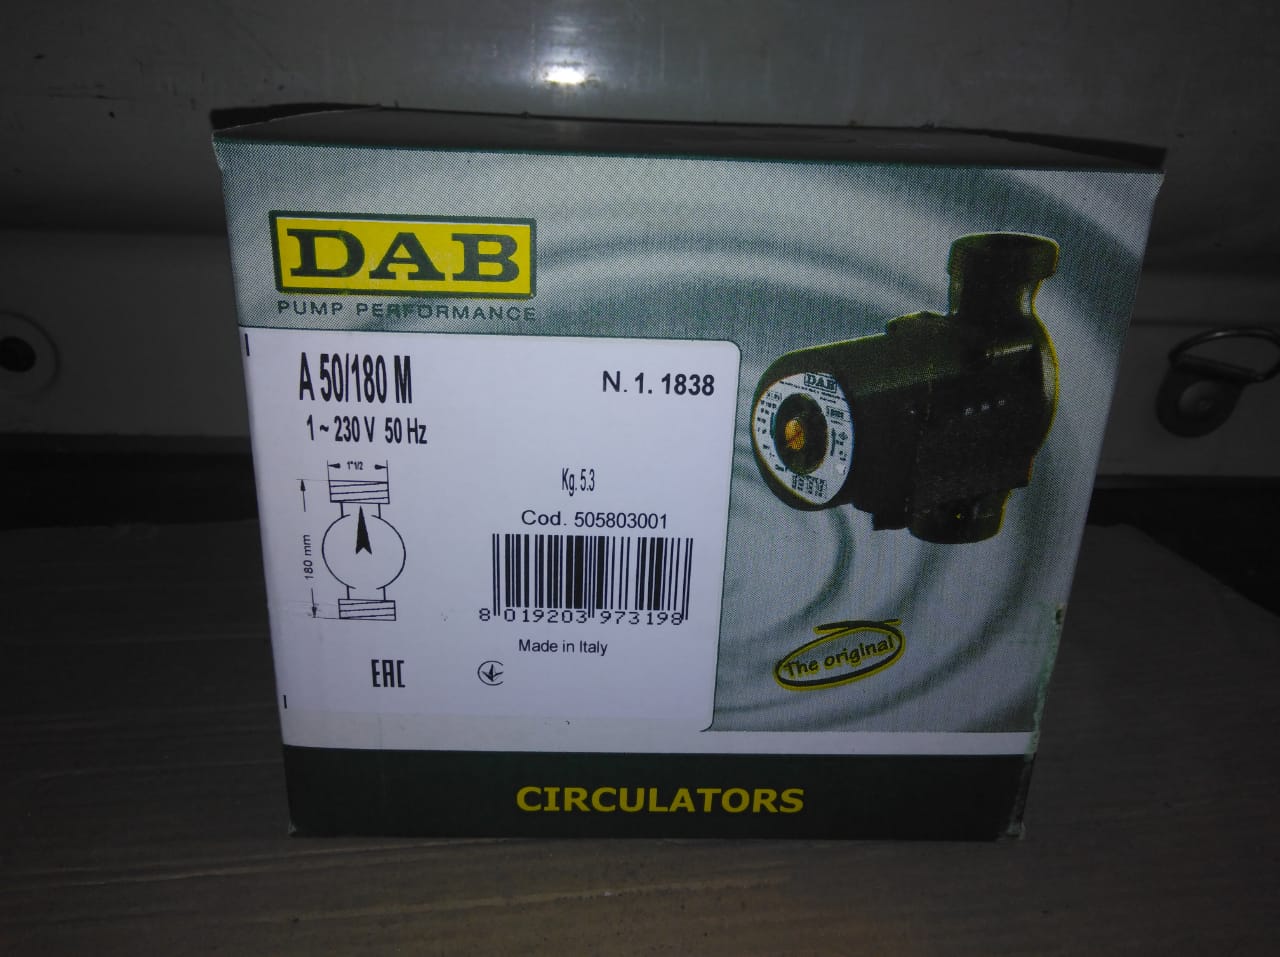 DAB
PUMP PERFORMANCE
A 50/180 M
N. 1. 1838
1 ~ 230 V 50 Hz
1"1/2
180 mm
Kg. 5.3
Cod. 505803001
8 019203 973198
Made in Italy
EAC
DAB
The original
CIRCULATORS